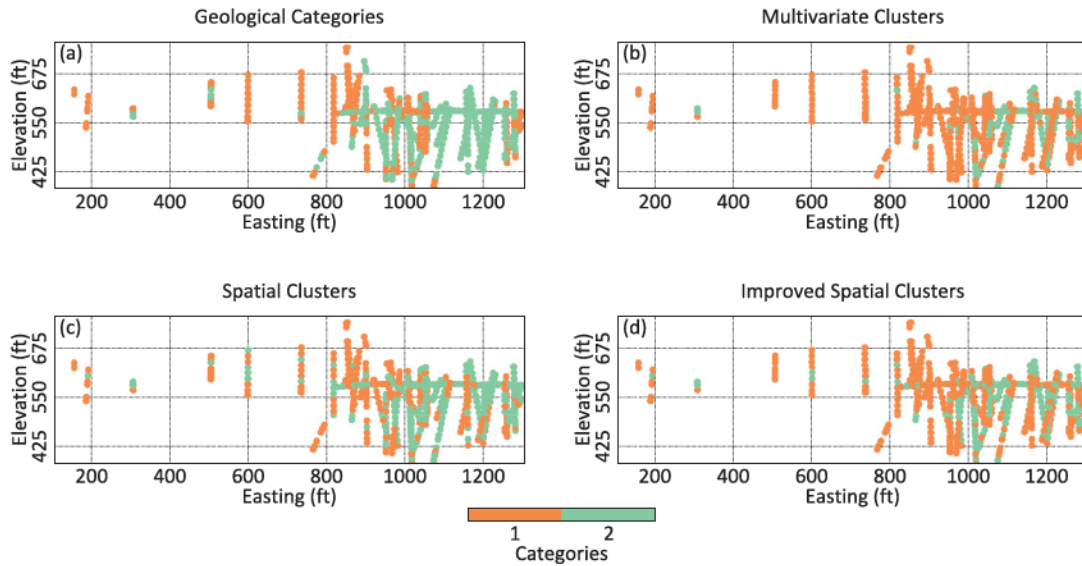 Geological Categories
Multivariate Clusters
(a)
(b)
Elevation (ft)
675
550
425
200 400 600 800 1000 1200
Easting (ft)
Elevation (ft)
675
550
425
200 400 600 800 1000 1200
Easting (ft)
Spatial Clusters
Improved Spatial Clusters
(c)
(d)
Elevation (ft)
675
550
425
200 400 600 800 1000 1200
Easting (ft)
Elevation (ft)
675
550
425
200 400 600 800 1000 1200
Easting (ft)
1 2
Categories